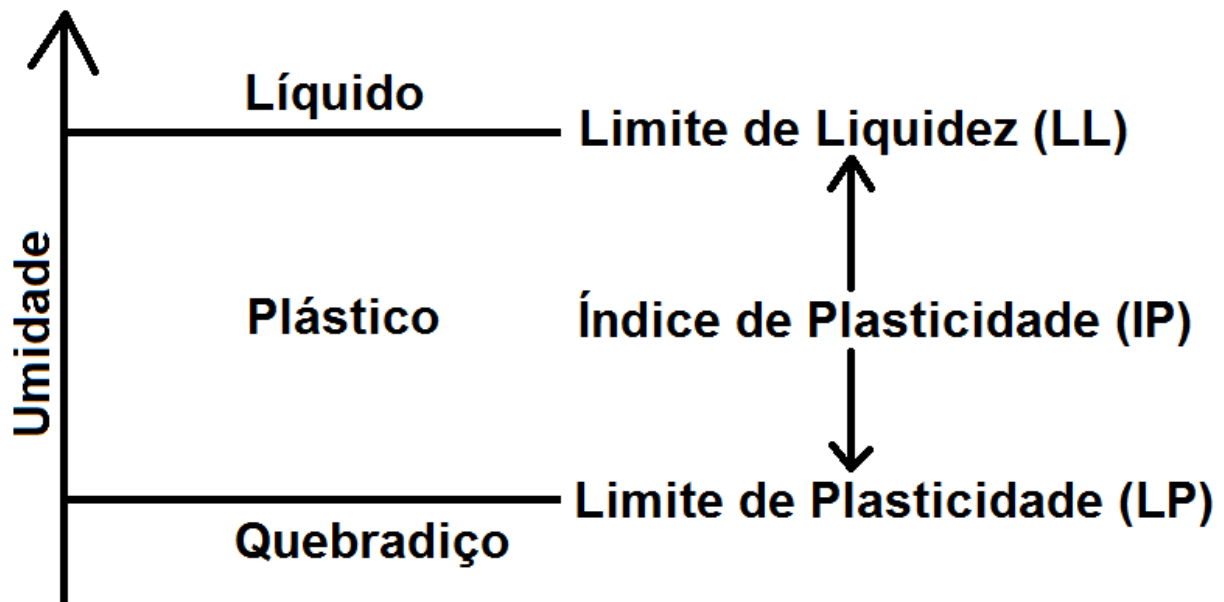 Líquido
Limite de Liquidez (LL)
Umidade
Plástico
Índice de Plasticidade (IP)
Limite de Plasticidade (LP)
Quebradiço